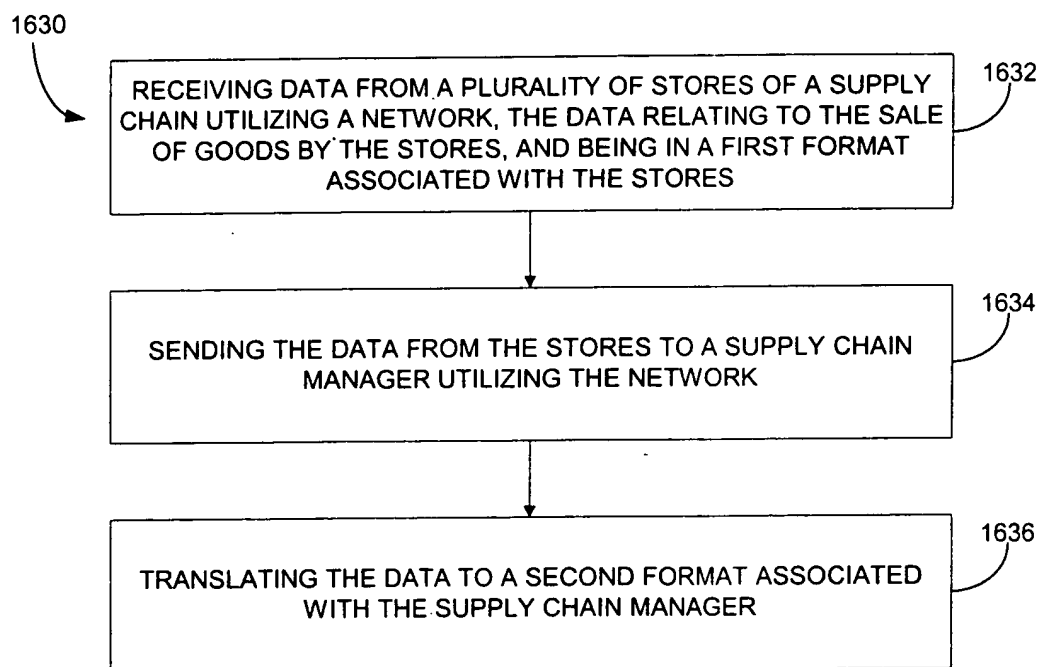 1630
RECEIVING DATA FROM A PLURALITY OF STORES OF A SUPPLY
CHAIN UTILIZING A NETWORK, THE DATA RELATING TO THE SALE
OF GOODS BY THE STORES, AND BEING IN A FIRST FORMAT
ASSOCIATED WITH THE STORES
1632
SENDING THE DATA FROM THE STORES TO A SUPPLY CHAIN
MANAGER UTILIZING THE NETWORK
1634
TRANSLATING THE DATA TO A SECOND FORMAT ASSOCIATED
WITH THE SUPPLY CHAIN MANAGER
1636